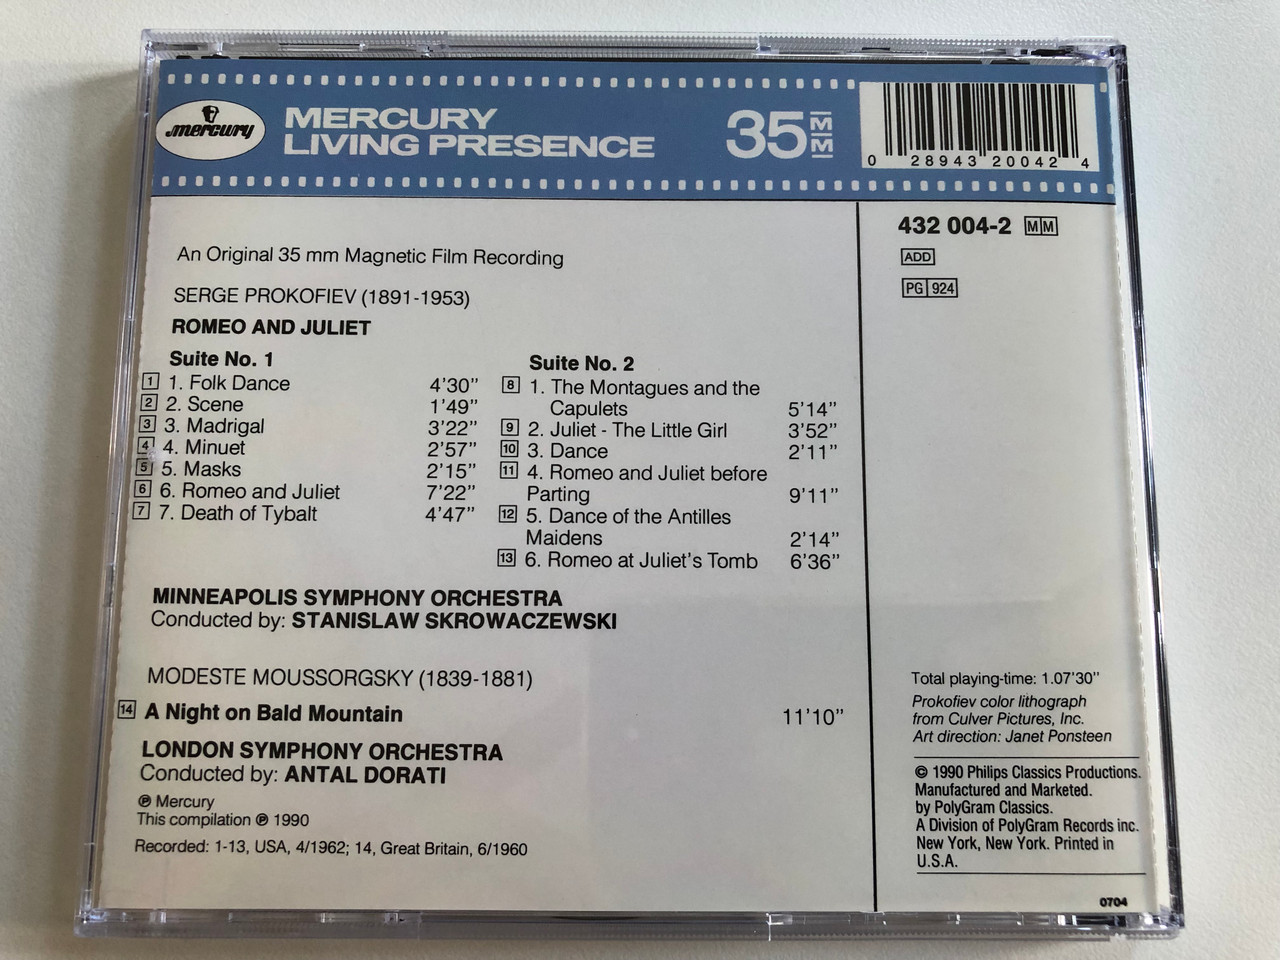 mercury
MERCURY
LIVING PRESENCE
35MM
0 28943 20042 4
432 004-2 MM
ADD
PG 924
An Original 35 mm Magnetic Film Recording
SERGE PROKOFIEV (1891-1953)
ROMEO AND JULIET
Suite No. 1
1 1. Folk Dance 4'30"
2 2. Scene 1'49"
3 3. Madrigal 3'22"
4 4. Minuet 2'57"
5 5. Masks 2'15"
6 6. Romeo and Juliet 7'22"
7 7. Death of Tybalt 4'47"
Suite No. 2
8 1. The Montagues and the
Capulets 5'14"
9 2. Juliet - The Little Girl 3'52"
10 3. Dance 2'11"
11 4. Romeo and Juliet before
Parting 9'11"
12 5. Dance of the Antilles
Maidens 2'14"
13 6. Romeo at Juliet's Tomb 6'36"
MINNEAPOLIS SYMPHONY ORCHESTRA
Conducted by: STANISLAW SKROWACZEWSKI
MODESTE MOUSSORGSKY (1839-1881)
14 A Night on Bald Mountain 11'10"
LONDON SYMPHONY ORCHESTRA
Conducted by: ANTAL DORATI
℗ Mercury
This compilation ℗ 1990
Recorded: 1-13, USA, 4/1962; 14, Great Britain, 6/1960
Total playing-time: 1.07'30"
Prokofiev color lithograph
from Culver Pictures, Inc.
Art direction: Janet Ponsteen
© 1990 Philips Classics Productions.
Manufactured and Marketed.
by PolyGram Classics.
A Division of PolyGram Records inc.
New York, New York. Printed in
U.S.A.
0704